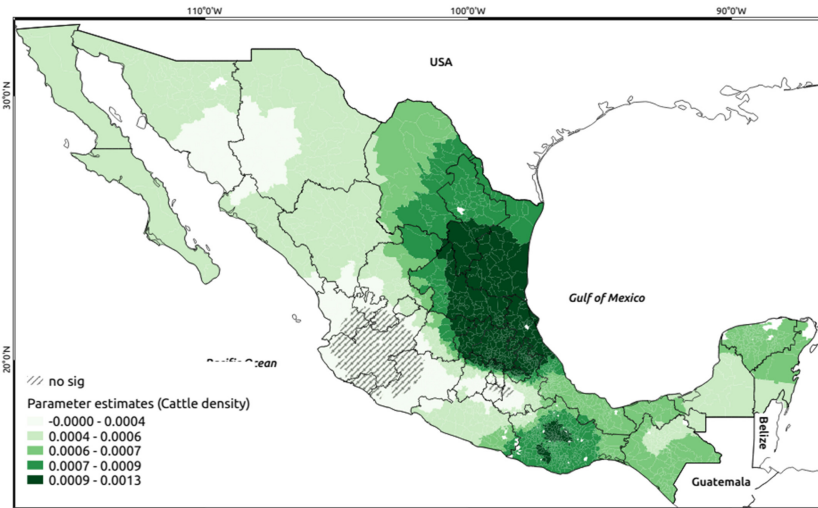 110°0'W 100°0'W 90°0'W
USA
30°0'N
Gulf of Mexico
20°0'N
Pacific Ocean
no sig
Parameter estimates (Cattle density)
-0.0000 - 0.0004
0.0004 - 0.0006
0.0006 - 0.0007
0.0007 - 0.0009
0.0009 - 0.0013
Belize
Guatemala